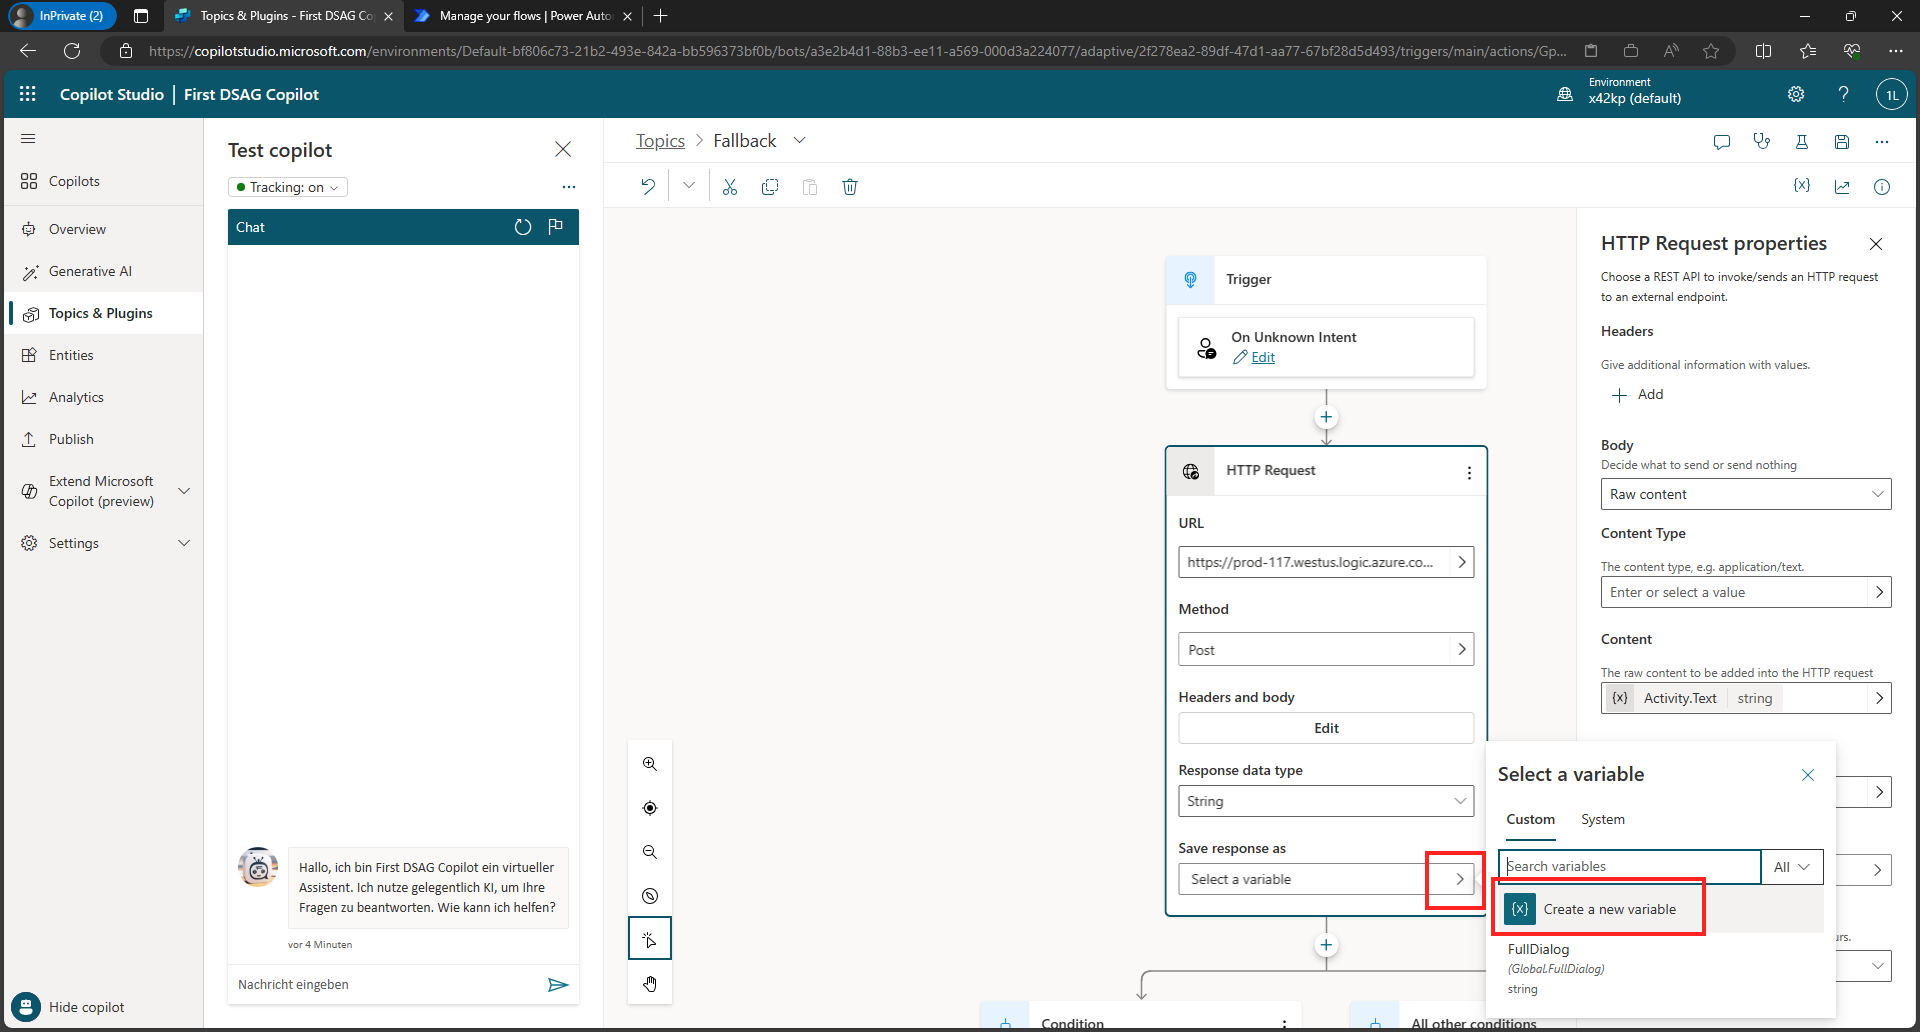 InPrivate (2)
Topics & Plugins - First DSAG Co
Manage your flows | Power Auto
https://copilotstudio.microsoft.com/environments/Default-bf806c73-21b2-493e-842a-bb596373bf0b/bots/a3e2b4d1-88b3-ee11-a569-000d3a224077/adaptive/2f278ea2-89df-47d1-aa77-67bf28d5d493/triggers/main/actions/Gp...
Copilot Studio | First DSAG Copilot
Environment
x42kp (default)
1L
Copilots
Overview
Generative AI
Topics & Plugins
Entities
Analytics
Publish
Extend Microsoft
Copilot (preview)
Settings
Hide copilot
Test copilot
Tracking: on
Chat
Hallo, ich bin First DSAG Copilot ein virtueller
Assistent. Ich nutze gelegentlich KI, um Ihre
Fragen zu beantworten. Wie kann ich helfen?
vor 4 Minuten
Nachricht eingeben
Topics > Fallback
Trigger
On Unknown Intent
Edit
HTTP Request
URL
https://prod-117.westus.logic.azure.co...
Method
Post
Headers and body
Edit
Response data type
String
Save response as
Select a variable
Condition
All other conditions
HTTP Request properties
Choose a REST API to invoke/sends an HTTP request
to an external endpoint.
Headers
Give additional information with values.
Add
Body
Decide what to send or send nothing
Raw content
Content Type
The content type, e.g. application/text.
Enter or select a value
Content
The raw content to be added into the HTTP request
{x} Activity.Text string
Select a variable
Custom System
Search variables
All
{x} Create a new variable
FullDialog
(Global.FullDialog)
string